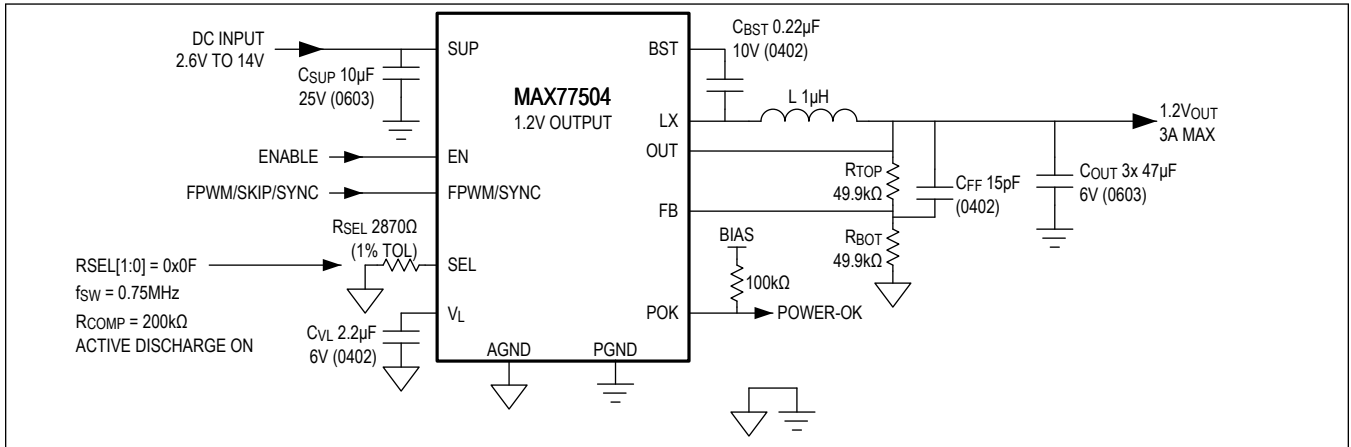 DC INPUT
2.6V TO 14V
CSUP 10µF
25V (0603)
ENABLE
FPWM/SKIP/SYNC
RSEL 2870Ω
(1% TOL)
RSEL[1:0] = 0x0F
fSW = 0.75MHz
RCOMP = 200kΩ
ACTIVE DISCHARGE ON
CVL 2.2µF
6V (0402)
SUP
EN
FPWM/SYNC
SEL
VL
MAX77504
1.2V OUTPUT
AGND
PGND
BST
LX
OUT
FB
POK
CBST 0.22µF
10V (0402)
L 1µH
RTOP
49.9kΩ
CFF 15pF
(0402)
RBOT
49.9kΩ
BIAS
100kΩ
POWER-OK
1.2VOUT
3A MAX
COUT 3x 47µF
6V (0603)